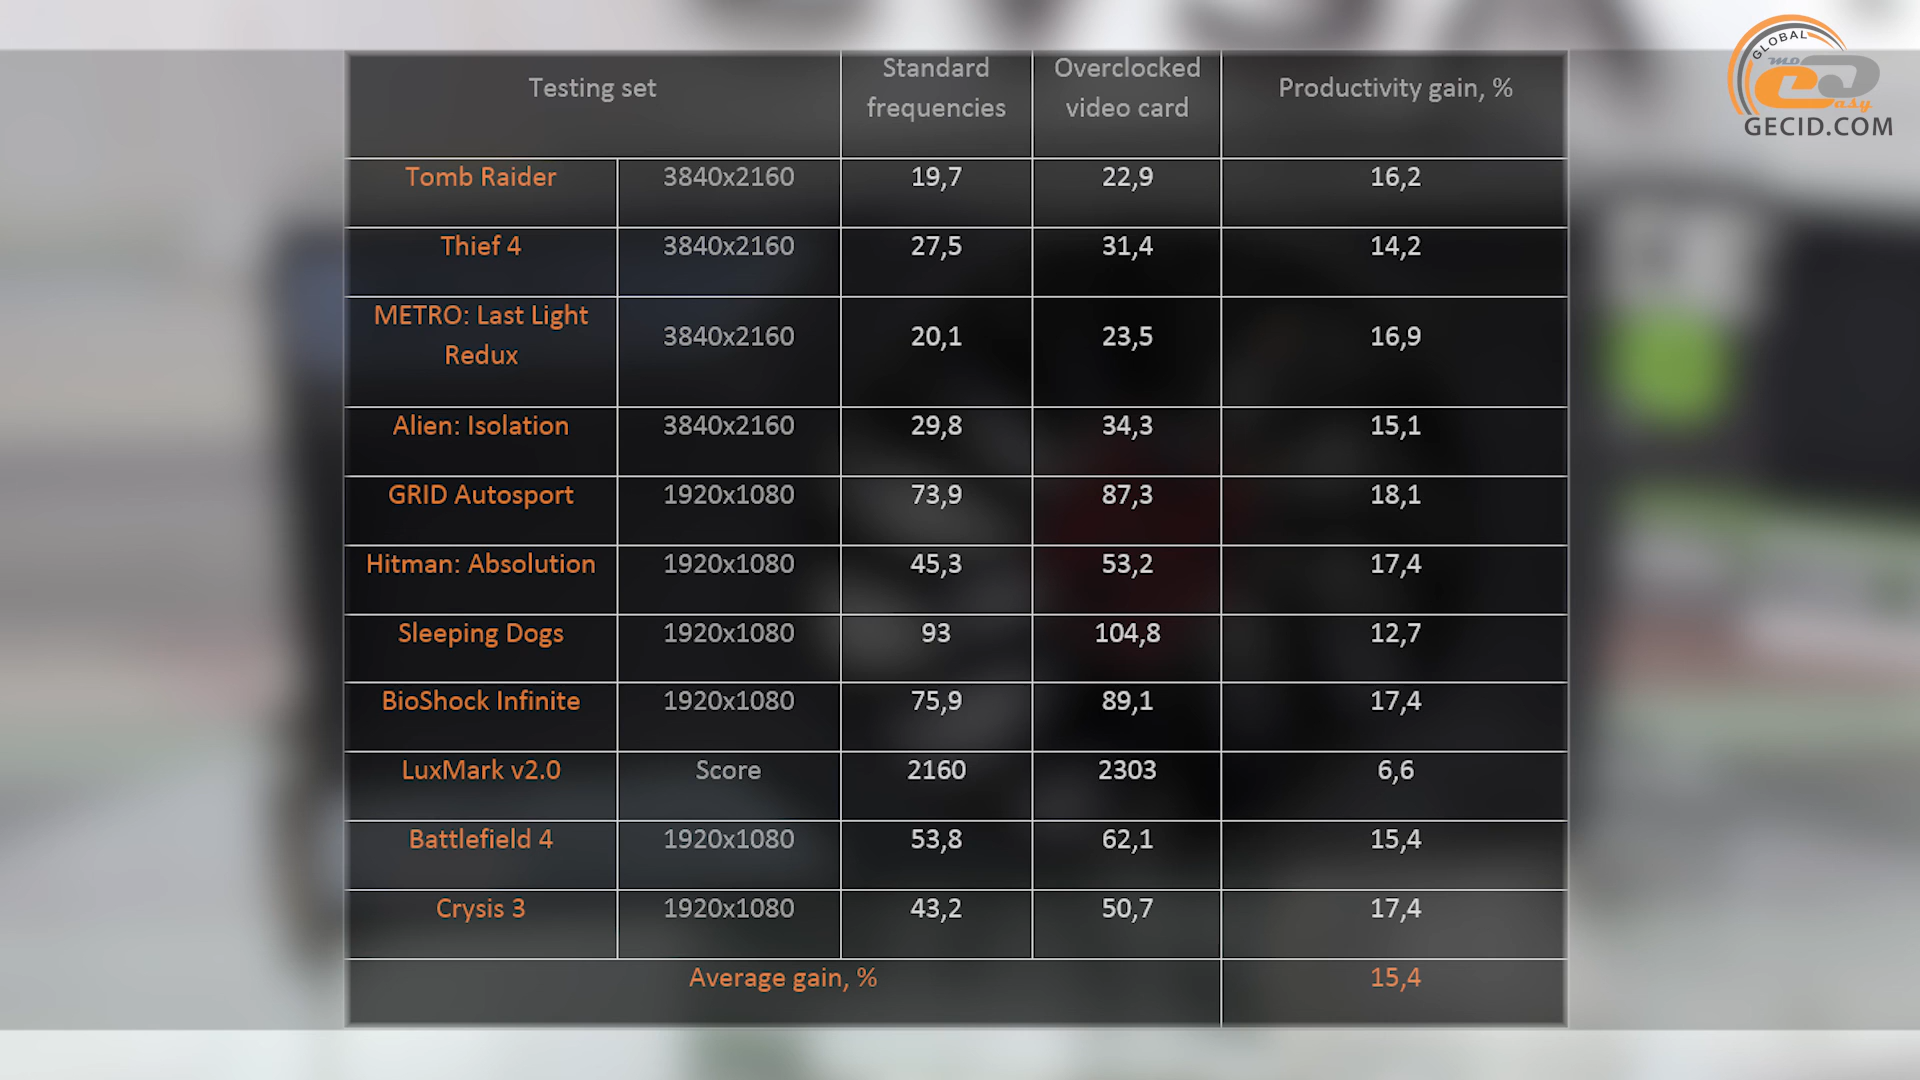 GLOBAL
GECID.COM
Testing set Standard frequencies Overclocked video card Productivity gain, %
Tomb Raider 3840x2160 19,7 22,9 16,2
Thief 4 3840x2160 27,5 31,4 14,2
METRO: Last Light Redux 3840x2160 20,1 23,5 16,9
Alien: Isolation 3840x2160 29,8 34,3 15,1
GRID Autosport 1920x1080 73,9 87,3 18,1
Hitman: Absolution 1920x1080 45,3 53,2 17,4
Sleeping Dogs 1920x1080 93 104,8 12,7
BioShock Infinite 1920x1080 75,9 89,1 17,4
LuxMark v2.0 Score 2160 2303 6,6
Battlefield 4 1920x1080 53,8 62,1 15,4
Crysis 3 1920x1080 43,2 50,7 17,4
Average gain, % 15,4